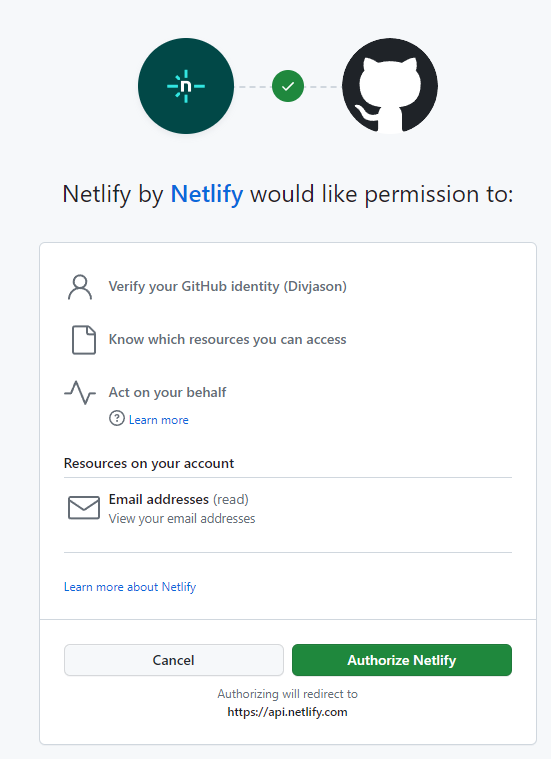 n
Netlify by Netlify would like permission to:
Verify your GitHub identity (Divjason)
Know which resources you can access
Act on your behalf
? Learn more
Resources on your account
Email addresses (read)
View your email addresses
Learn more about Netlify
Cancel
Authorize Netlify
Authorizing will redirect to
https://api.netlify.com